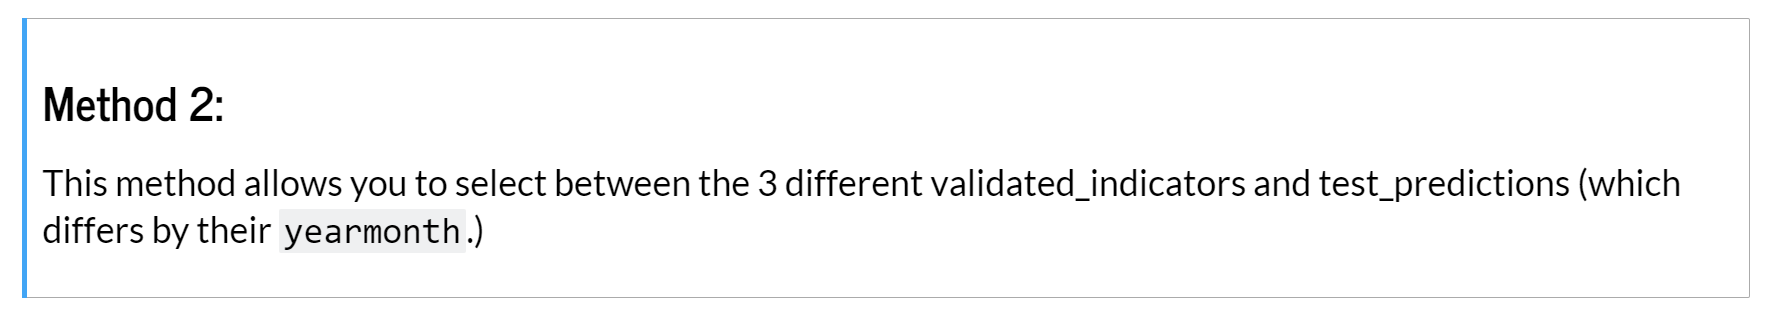 Method 2:
This method allows you to select between the 3 different validated_indicators and test_predictions (which
differs by their yearmonth.)